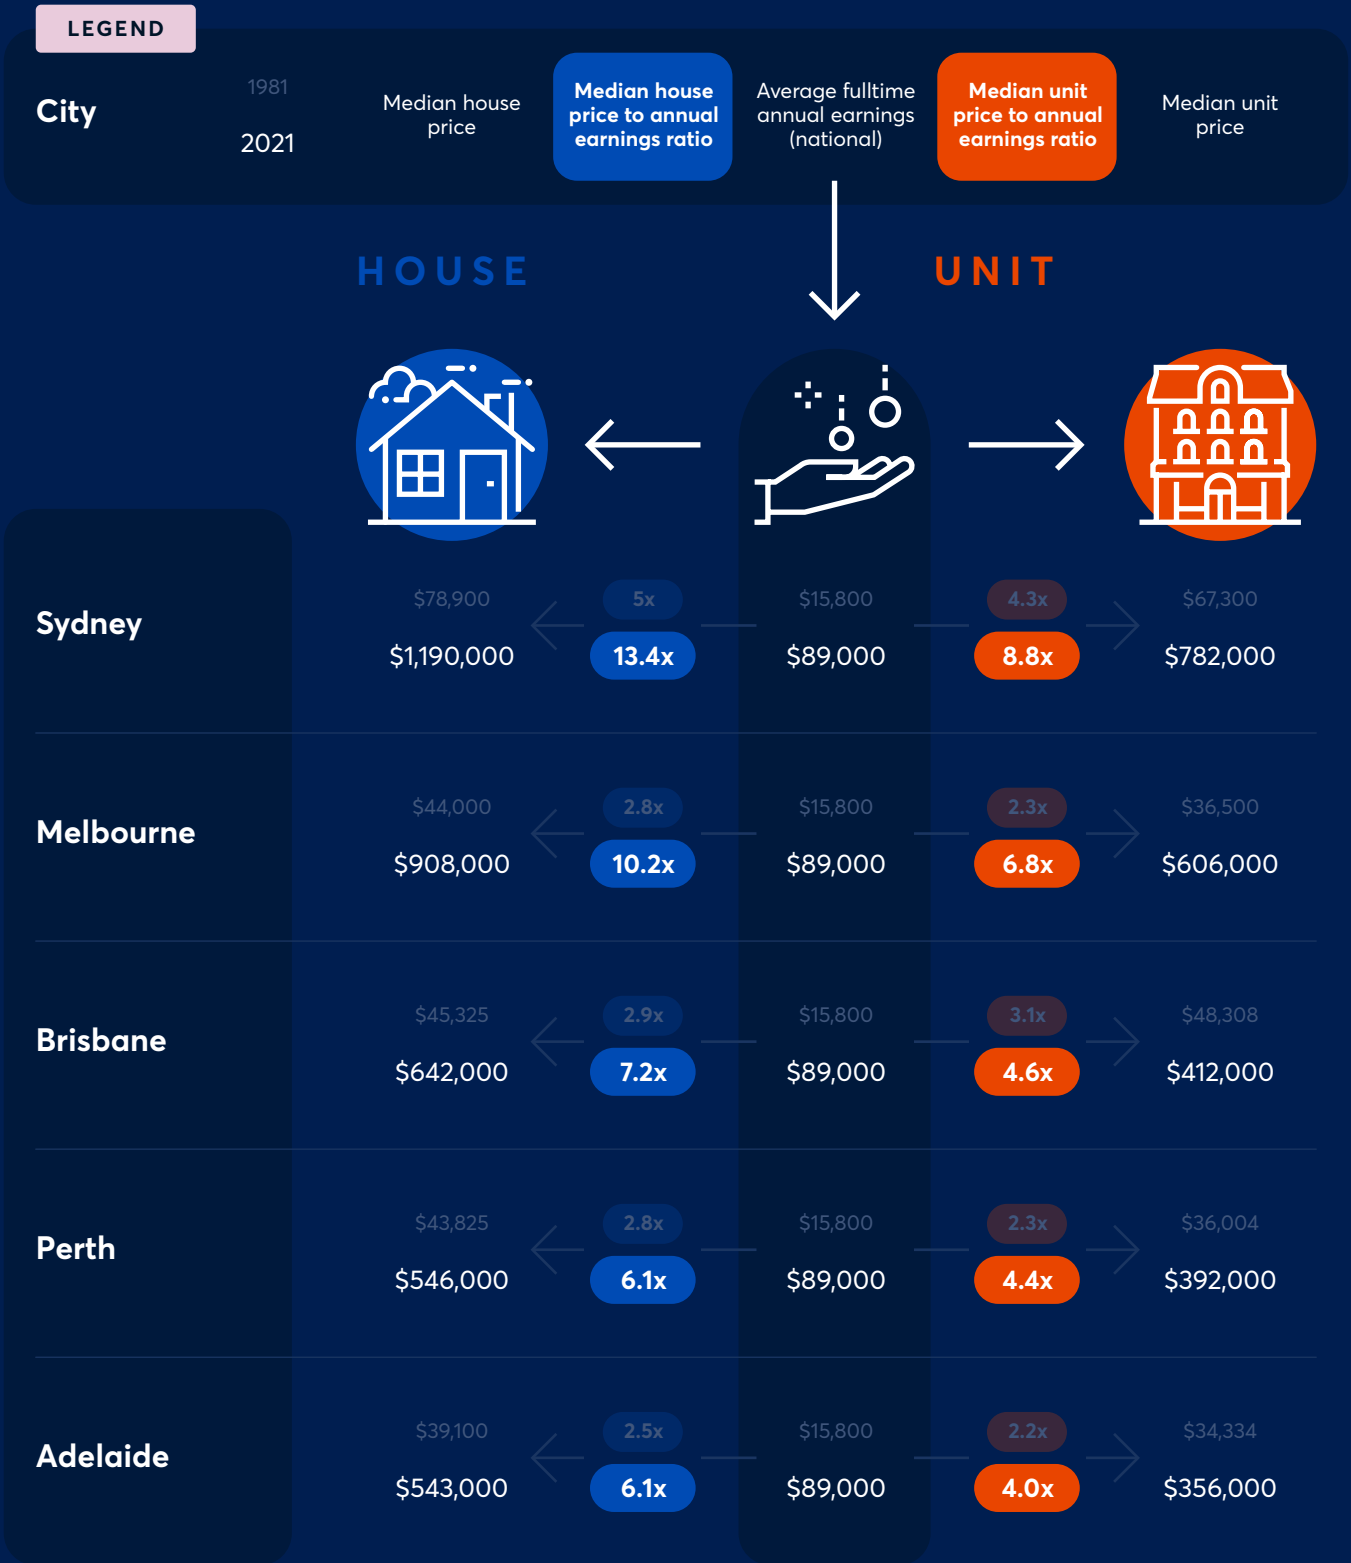 LEGEND
City
1981
2021
Median house
price
Median house
price to annual
earnings ratio
Average fulltime
annual earnings
(national)
Median unit
price to annual
earnings ratio
Median unit
price
HOUSE
UNIT
Sydney
$78,900
5x
$15,800
4.3x
$67,300
$1,190,000
13.4x
$89,000
8.8x
$782,000
Melbourne
$44,000
2.8x
$15,800
2.3x
$36,500
$908,000
10.2x
$89,000
6.8x
$606,000
Brisbane
$45,325
2.9x
$15,800
3.1x
$48,308
$642,000
7.2x
$89,000
4.6x
$412,000
Perth
$43,825
2.8x
$15,800
2.3x
$36,004
$546,000
6.1x
$89,000
4.4x
$392,000
Adelaide
$39,100
2.5x
$15,800
2.2x
$34,334
$543,000
6.1x
$89,000
4.0x
$356,000